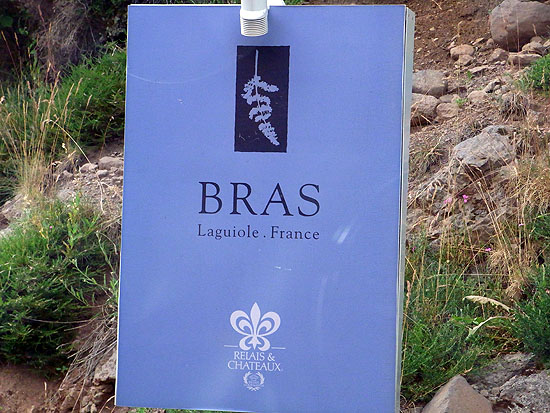 BRAS
Laguiole . France
RELAIS &
CHATEAUX